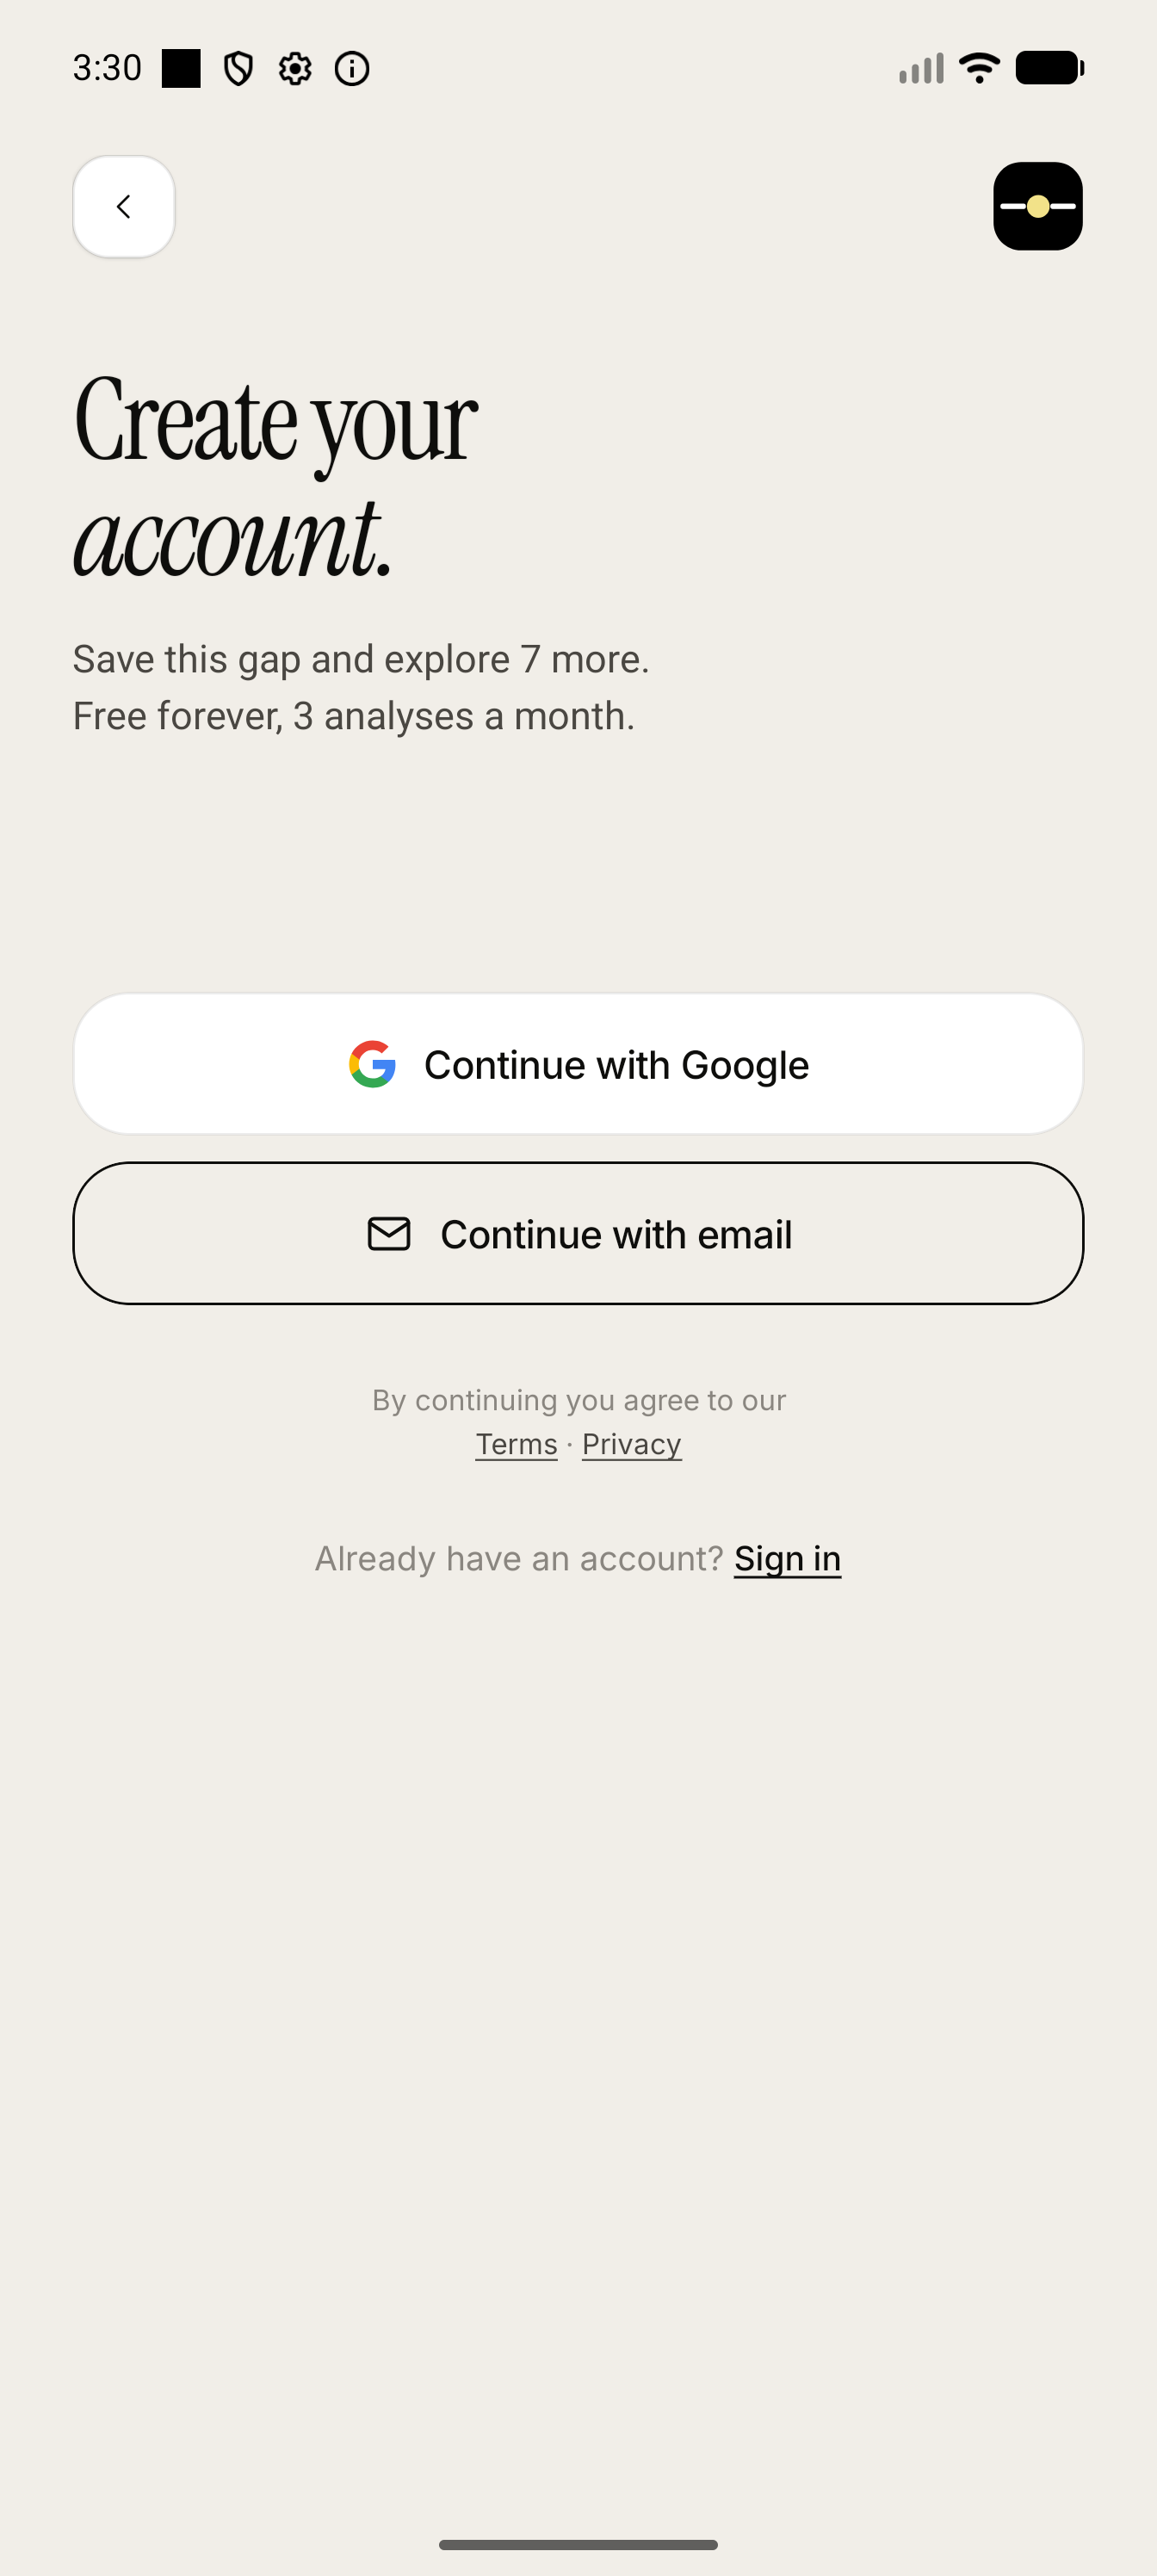 3:30
Create your
account.
Save this gap and explore 7 more.
Free forever, 3 analyses a month.
Continue with Google
Continue with email
By continuing you agree to our
Terms · Privacy
Already have an account? Sign in